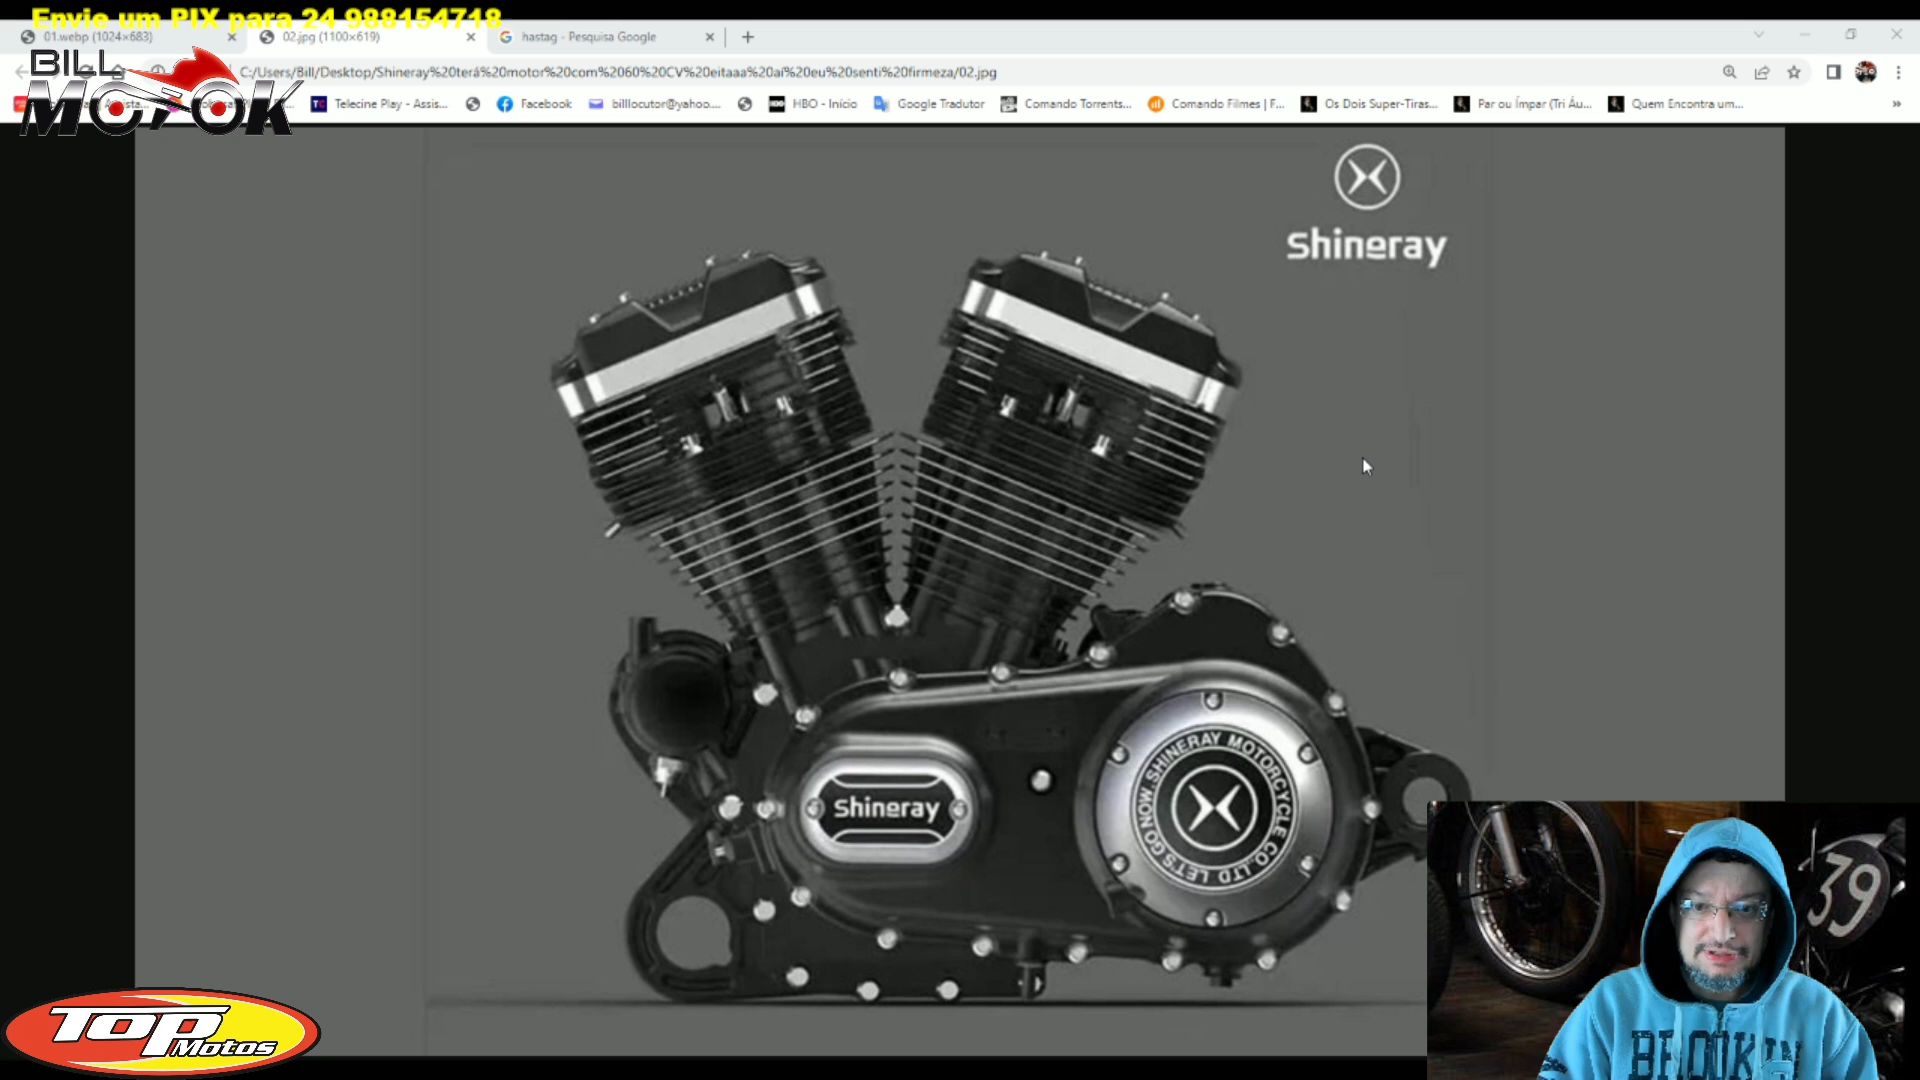 Envie um PIX para 24 988154718
01.webp (1024×683)
02.jpg (1100×619)
hastag - Pesquisa Google
BILL
MOTOK
C:/Users/Bill/Desktop/Shineray%20terá%20motor%20com%2060%20CV%20eitaaa%20aí%20eu%20senti%20firmeza/02.jpg
Telecine Play - Assis...
Facebook
billlocutor@yahoo....
HBO - Início
Google Tradutor
Comando Torrents...
Comando Filmes | F...
Os Dois Super-Tiras...
Par ou Ímpar (Tri Áu...
Quem Encontra um...
Shineray
Shineray
SHINERAY MOTORCYCLE CO.,LTD LET'S GO NOW.
39
TOP
Motos
BROOKLYN